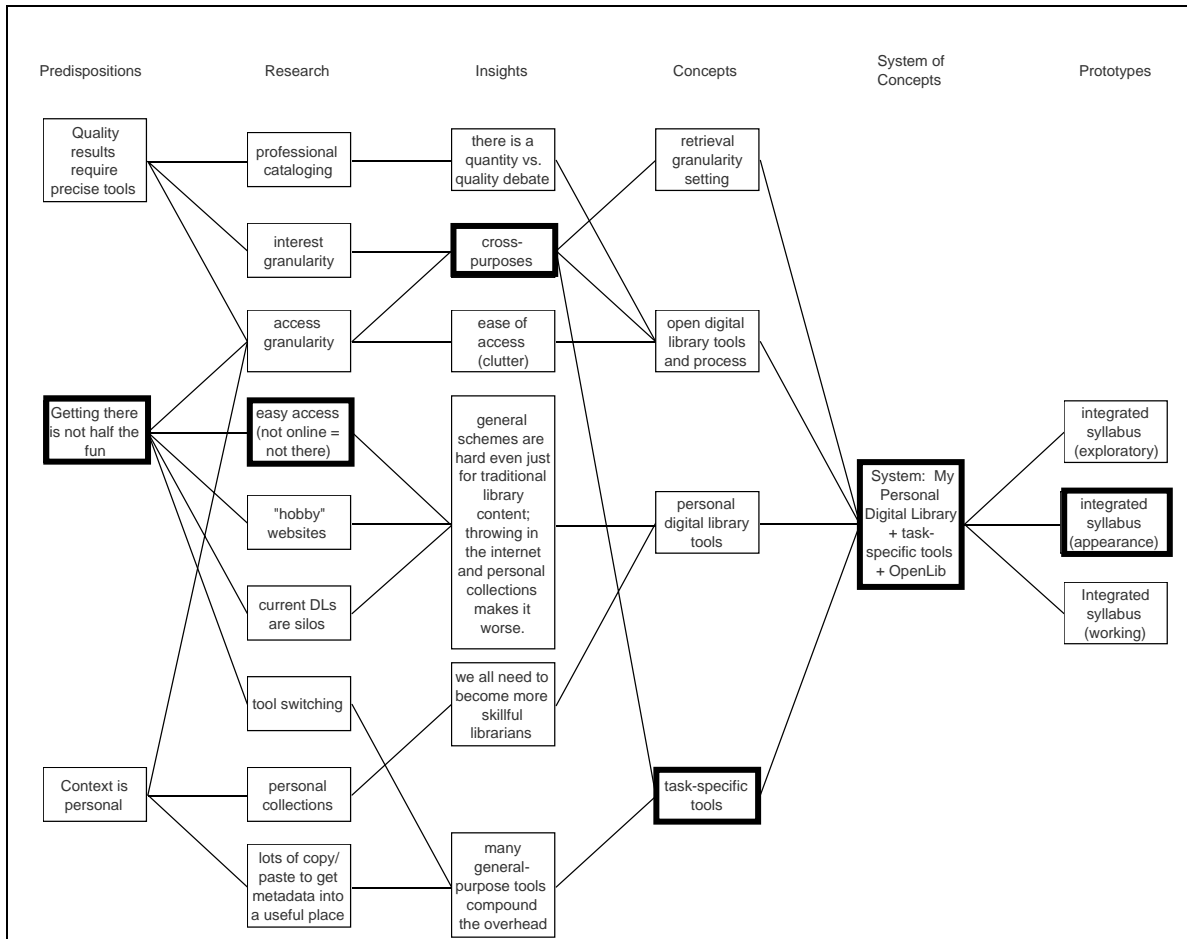 Predispositions
Research
Insights
Concepts
System of
Concepts
Prototypes
Quality
results
require
precise tools
Getting there
is not half the
fun
Context is
personal
professional
cataloging
interest
granularity
access
granularity
easy access
(not online =
not there)
"hobby"
websites
current DLs
are silos
tool switching
personal
collections
lots of copy/
paste to get
metadata into
a useful place
there is a
quantity vs.
quality debate
cross-
purposes
ease of
access
(clutter)
general
schemes are
hard even just
for traditional
library
content;
throwing in
the internet
and personal
collections
makes it
worse.
we all need to
become more
skillful
librarians
many
general-
purpose tools
compound
the overhead
retrieval
granularity
setting
open digital
library tools
and process
personal
digital library
tools
task-specific
tools
System: My
Personal
Digital Library
+ task-
specific tools
+ OpenLib
integrated
syllabus
(exploratory)
integrated
syllabus
(appearance)
Integrated
syllabus
(working)